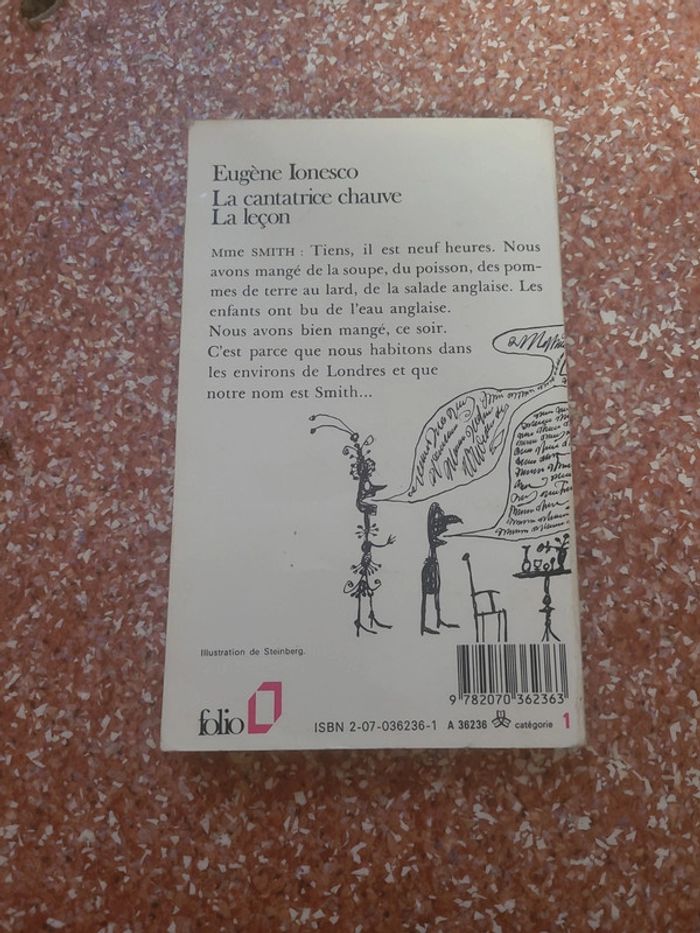 Eugène Ionesco
La cantatrice chauve
La leçon
Mme SMITH : Tiens, il est neuf heures. Nous
avons mangé de la soupe, du poisson, des pom-
mes de terre au lard, de la salade anglaise. Les
enfants ont bu de l'eau anglaise.
Nous avons bien mangé, ce soir.
C'est parce que nous habitons dans
les environs de Londres et que
notre nom est Smith...
Illustration de Steinberg.
9 782070 362363
folio
ISBN 2-07-036236-1 A 36236 catégorie 1